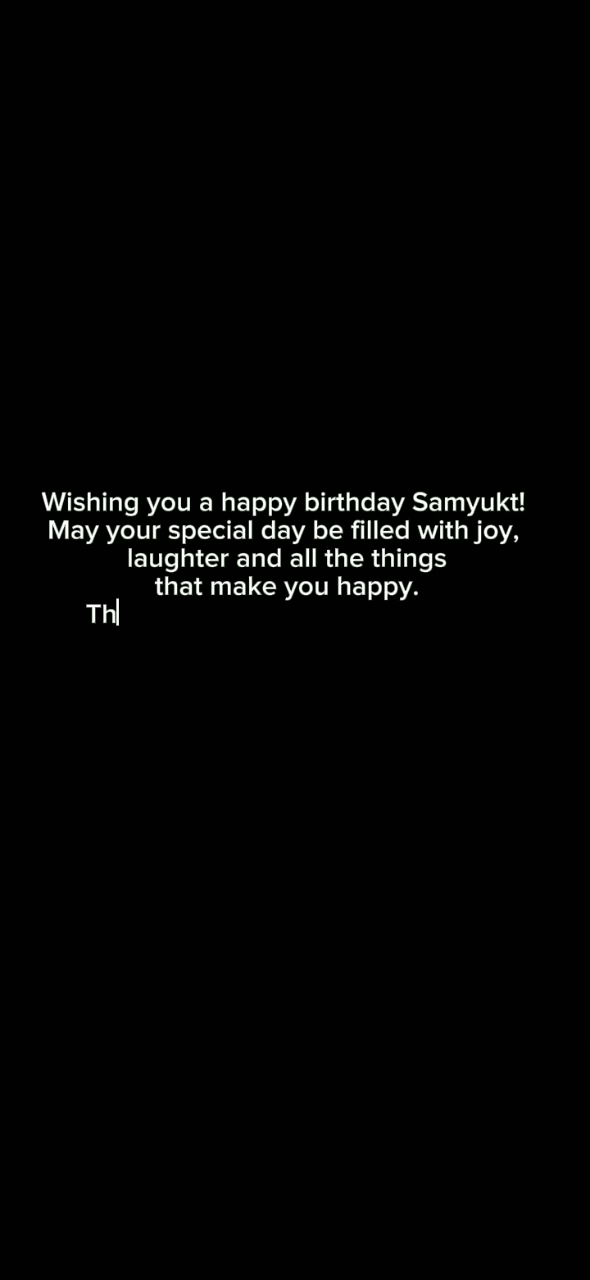 Wishing you a happy birthday Samyukt!
May your special day be filled with joy,
laughter and all the things
that make you happy.
Th